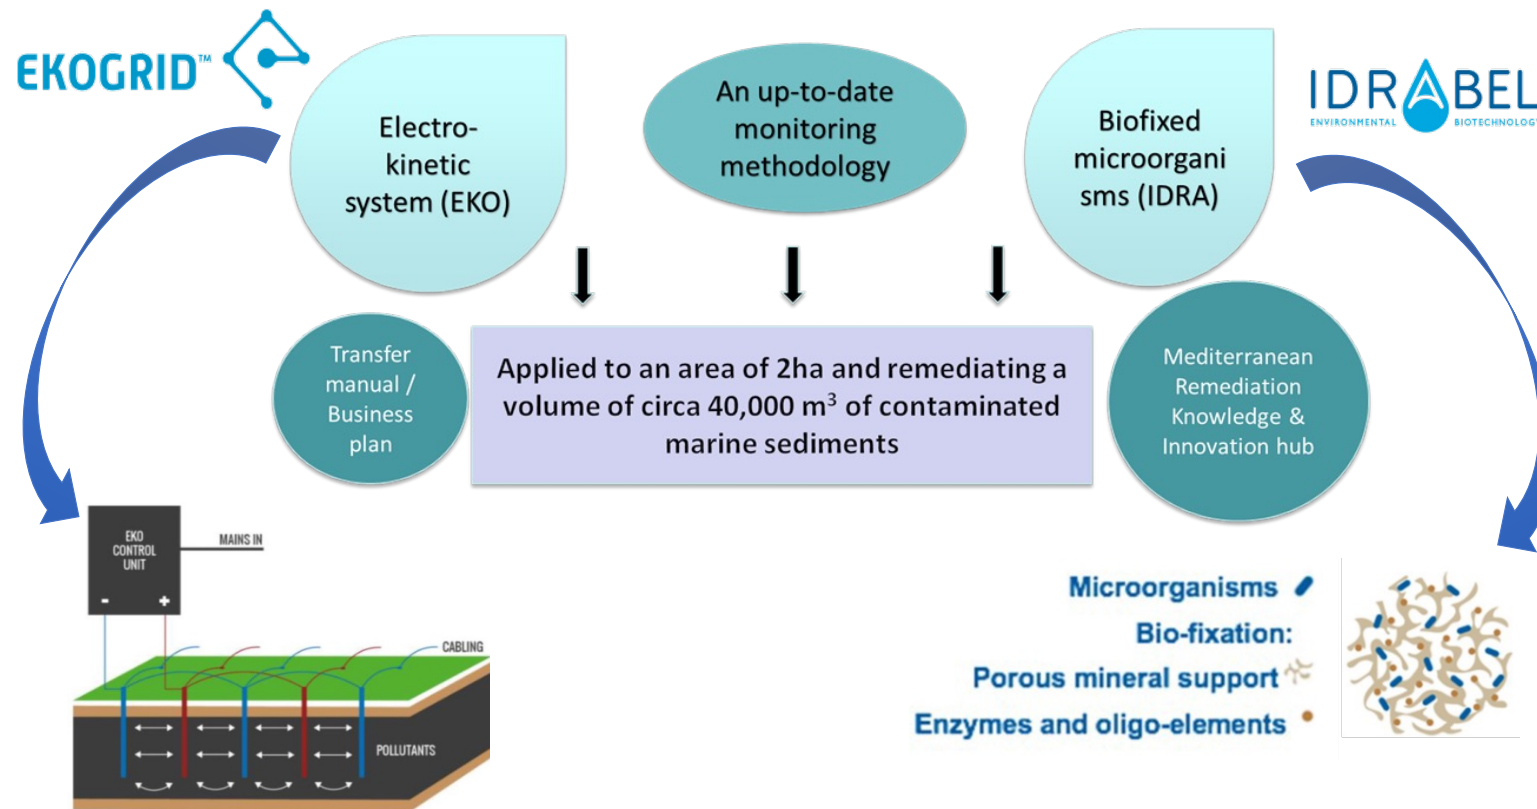 EKOGRID™
Electro-
kinetic
system (EKO)
An up-to-date
monitoring
methodology
Biofixed
microorgani
sms (IDRA)
IDRABEL
ENVIRONMENTAL BIOTECHNOLOGY
Transfer
manual /
Business
plan
Applied to an area of 2ha and remediating a
volume of circa 40,000 m³ of contaminated
marine sediments
Mediterranean
Remediation
Knowledge &
Innovation hub
EKO
CONTROL
UNIT
MAINS IN
- +
CABLING
POLLUTANTS
Microorganisms
Bio-fixation:
Porous mineral support
Enzymes and oligo-elements